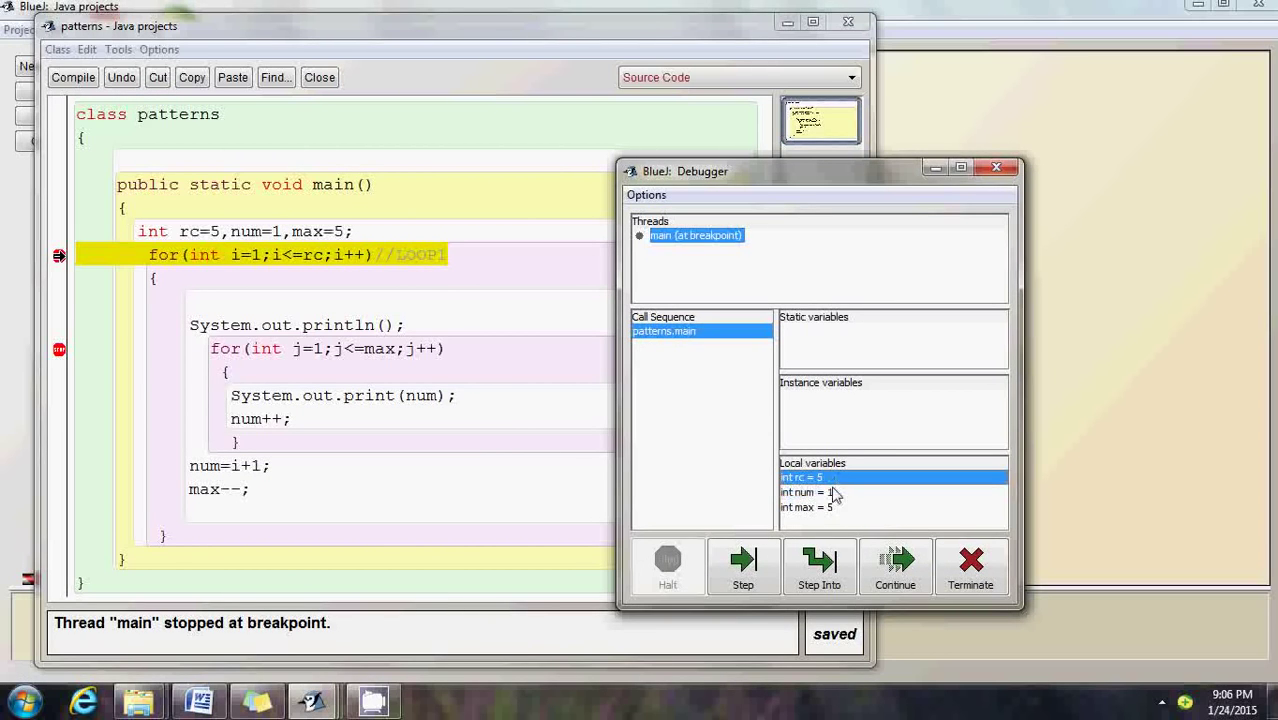 BlueJ: Java projects
patterns - Java projects
Class Edit Tools Options
Compile Undo Cut Copy Paste Find... Close
Source Code
class patterns
{
public static void main()
{
int rc=5,num=1,max=5;
for(int i=1;i<=rc;i++)//LOOP1
{
System.out.println();
for(int j=1;j<=max;j++)
{
System.out.print(num);
num++;
}
num=i+1;
max--;
}
}
}
Thread "main" stopped at breakpoint.
saved
BlueJ: Debugger
Options
Threads
main (at breakpoint)
Call Sequence
patterns.main
Static variables
Instance variables
Local variables
int rc = 5
int num = 1
int max = 5
Halt
Step
Step Into
Continue
Terminate
9:06 PM
1/24/2015